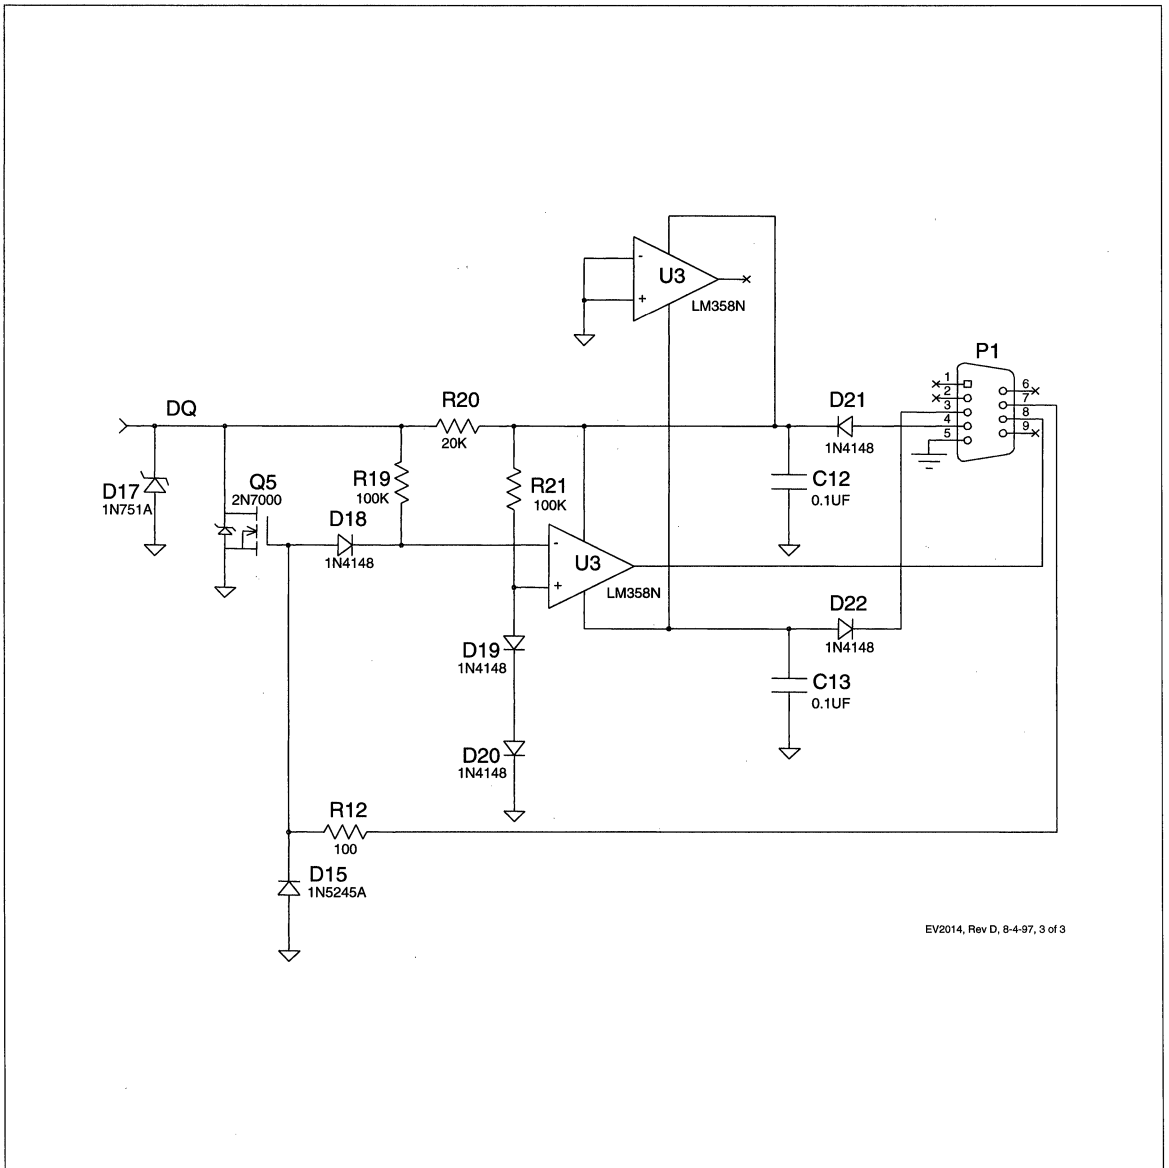 U3
-
+
LM358N
P1
1
2
3
4
5
6
7
8
9
DQ
R20
20K
D21
1N4148
D17
1N751A
Q5
2N7000
R19
100K
R21
100K
C12
0.1UF
D18
1N4148
-
U3
+
LM358N
D22
1N4148
D19
1N4148
C13
0.1UF
D20
1N4148
R12
100
D15
1N5245A
EV2014, Rev D, 8-4-97, 3 of 3